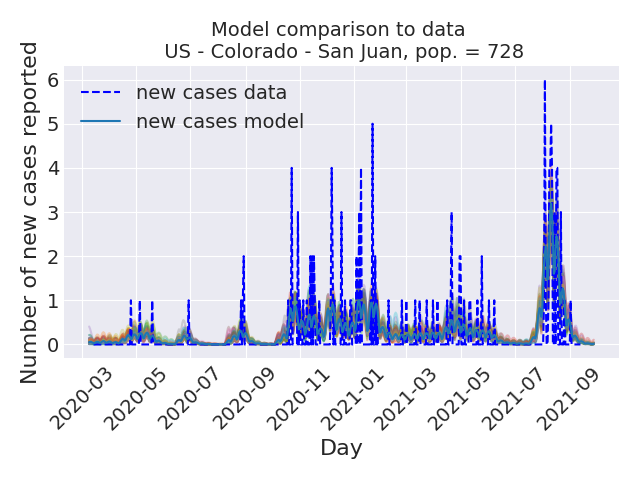 Model comparison to data
US - Colorado - San Juan, pop. = 728
Number of new cases reported
6
5
4
3
2
1
0
new cases data
new cases model
2020-03
2020-05
2020-07
2020-09
2020-11
2021-01
2021-03
2021-05
2021-07
2021-09
Day